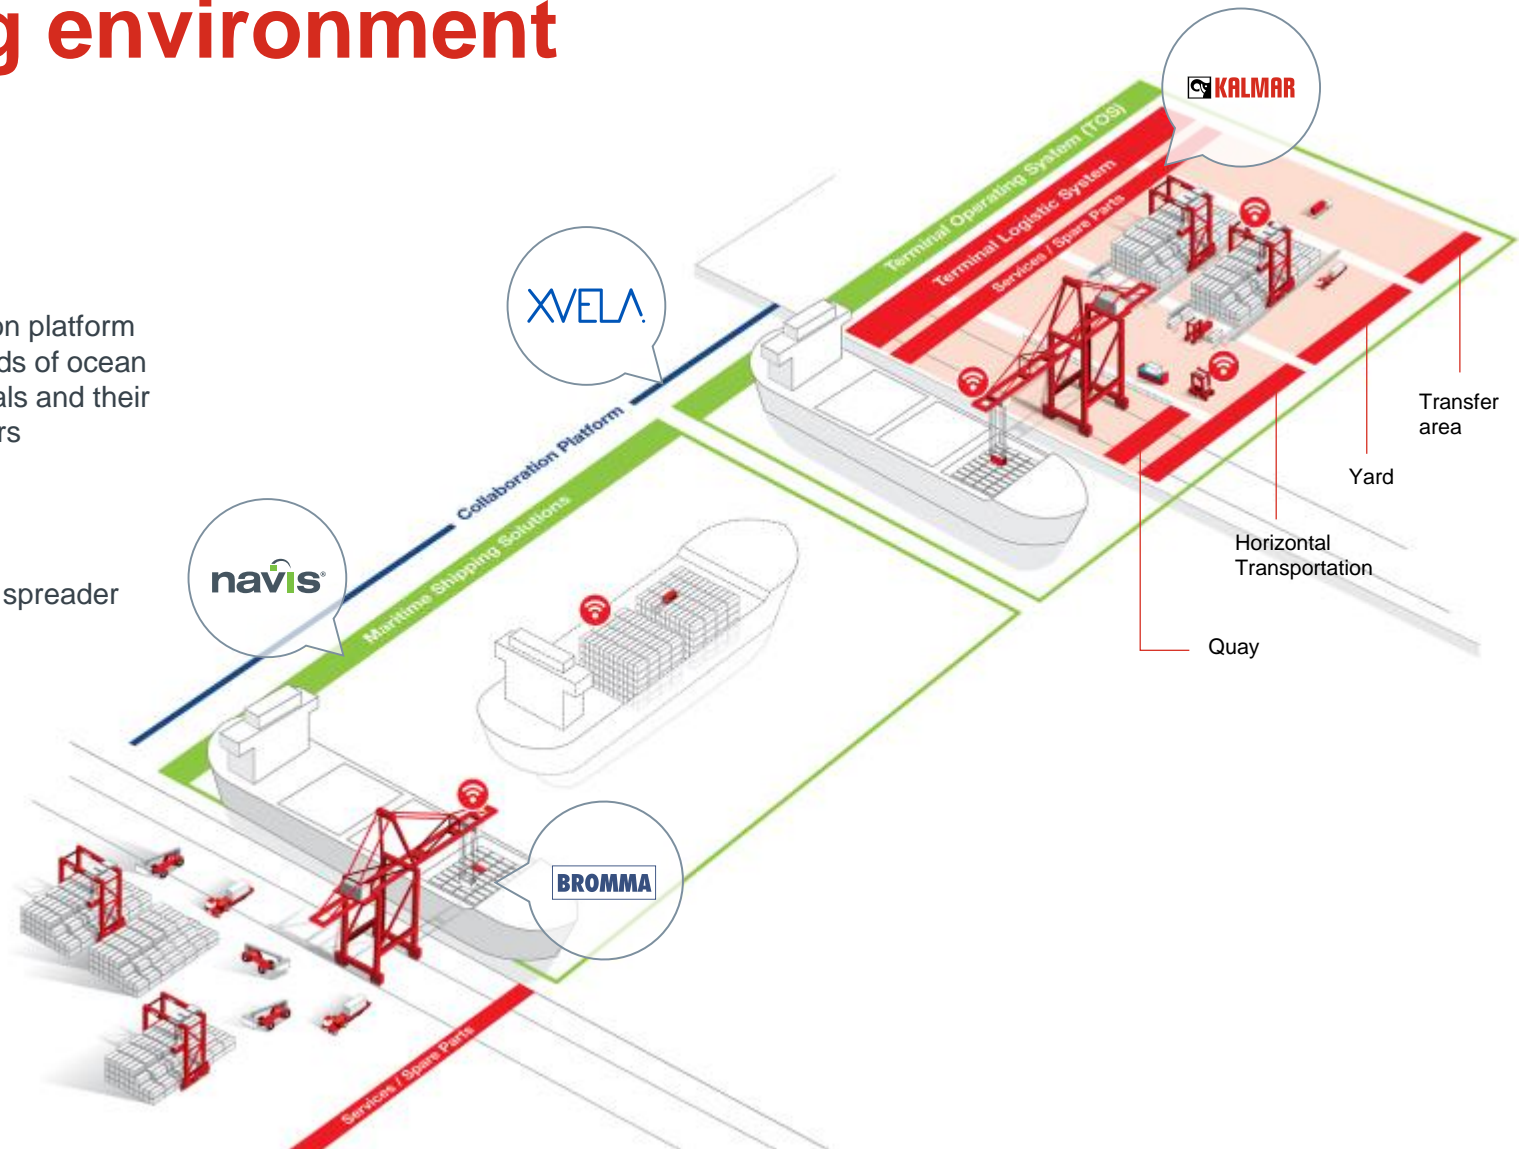 g environment
KALMAR
Terminal Operating System (TOS)
Terminal Logistic System
Services / Spare Parts
XVELA
on platform
ds of ocean
als and their
rs
Collaboration Platform
Maritime Shipping Solutions
navis
spreader
Transfer
area
Yard
Horizontal
Transportation
Quay
BROMMA
Services / Spare Parts